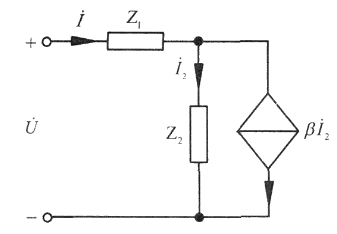 İ
Z₁
+
İ₂
U̇
Z₂
βİ₂
−